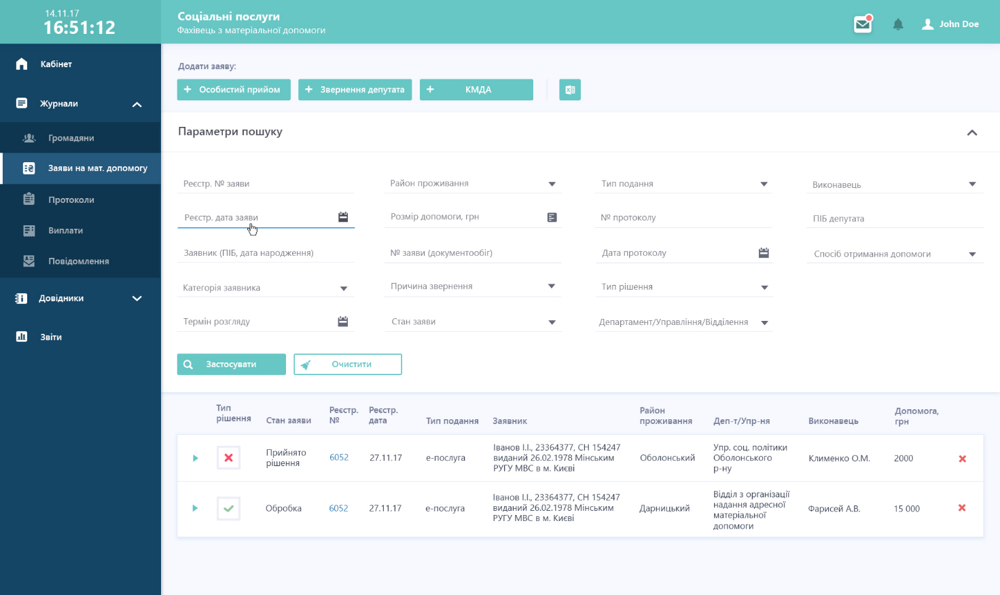 14.11.17
16:51:12
Соціальні послуги
Фахівець з матеріальної допомоги
John Doe
Кабінет
Журнали
Громадяни
Заяви на мат. допомогу
Протоколи
Виплати
Повідомлення
Довідники
Звіти
Додати заяву:
Особистий прийом
Звернення депутата
КМДА
Параметри пошуку
Реєстр. № заяви
Район проживання
Тип подання
Виконавець
Реєстр. дата заяви
Розмір допомоги, грн
№ протоколу
ПІБ депутата
Заявник (ПІБ, дата народження)
№ заяви (документообіг)
Дата протоколу
Спосіб отримання допомоги
Категорія заявника
Причина звернення
Тип рішення
Термін розгляду
Стан заяви
Департамент/Управління/Відділення
Застосувати
Очистити
Тип
рішення
Стан заяви
Реєстр.
№
Реєстр.
дата
Тип подання
Заявник
Район
проживання
Деп-т/Упр-ня
Виконавець
Допомога,
грн
Прийнято
рішення
6052
27.11.17
е-послуга
Іванов І.І., 23364377, СН 154247
виданий 26.02.1978 Мінським
РУГУ МВС в м. Києві
Оболонський
Упр. соц. політики
Оболонського
р-ну
Клименко О.М.
2000
Обробка
6052
27.11.17
е-послуга
Іванов І.І., 23364377, СН 154247
виданий 26.02.1978 Мінським
РУГУ МВС в м. Києві
Дарницький
Відділ з організації
надання адресної
матеріальної
допомоги
Фарисей А.В.
15 000